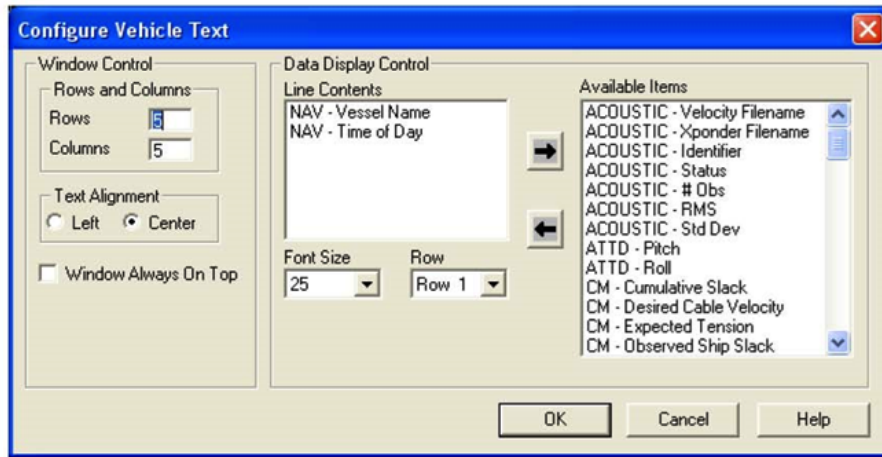 Configure Vehicle Text
Window Control
Rows and Columns
Rows 5
Columns 5
Text Alignment
Left Center
Window Always On Top
Data Display Control
Line Contents
NAV - Vessel Name
NAV - Time of Day
Font Size Row
25 Row 1
Available Items
ACOUSTIC - Velocity Filename
ACOUSTIC - Xponder Filename
ACOUSTIC - Identifier
ACOUSTIC - Status
ACOUSTIC - # Obs
ACOUSTIC - RMS
ACOUSTIC - Std Dev
ATTD - Pitch
ATTD - Roll
CM - Cumulative Slack
CM - Desired Cable Velocity
CM - Expected Tension
CM - Observed Ship Slack
OK Cancel Help